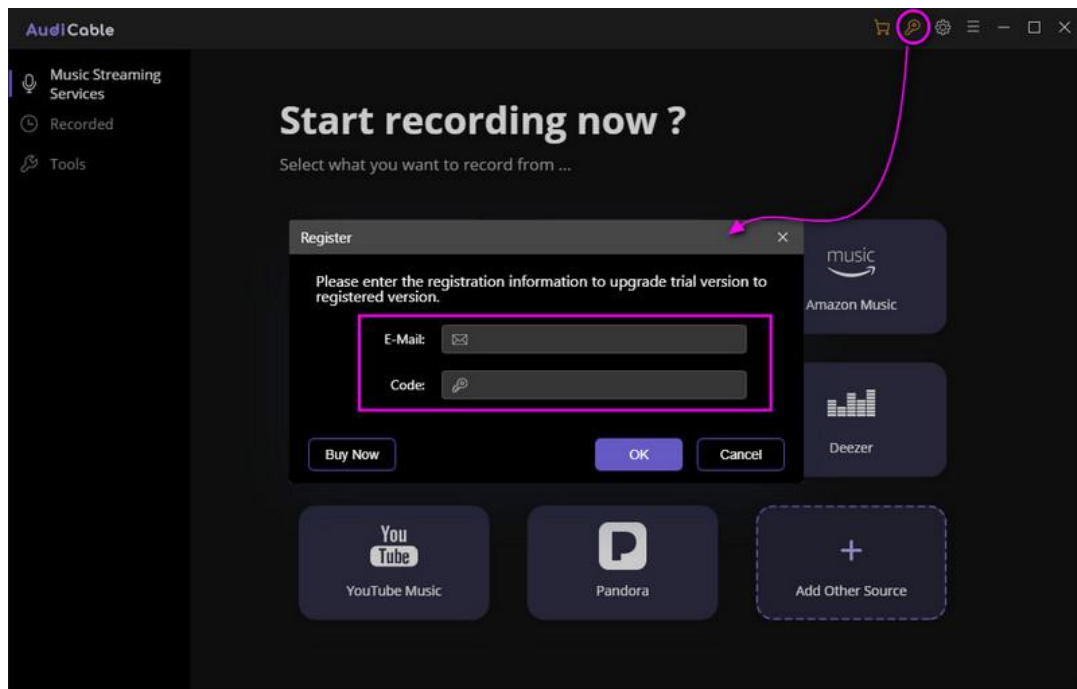 AudiCable
Music Streaming
Services
Recorded
Tools
Start recording now ?
Select what you want to record from ...
Register
Please enter the registration information to upgrade trial version to
registered version.
E-Mail:
Code:
Buy Now
OK
Cancel
music
Amazon Music
Deezer
You
Tube
YouTube Music
Pandora
Add Other Source